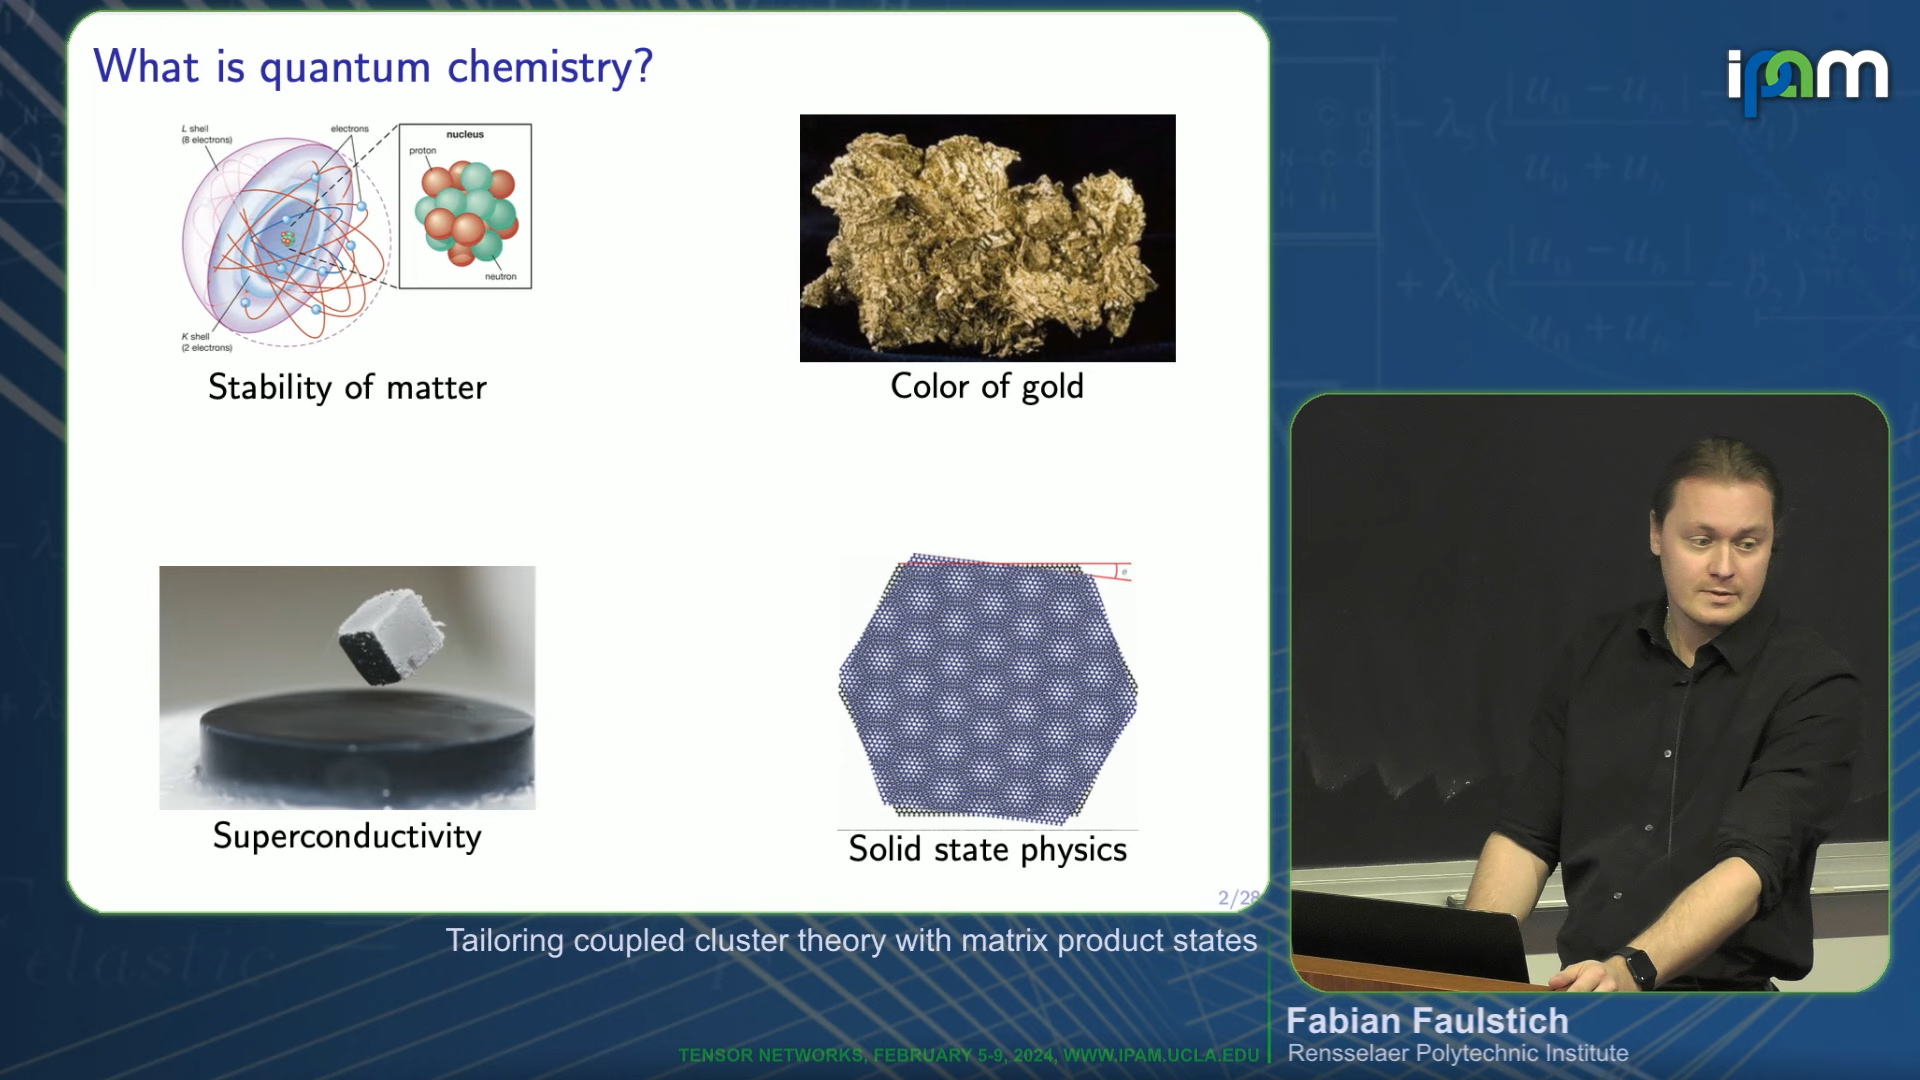 What is quantum chemistry?
L shell
(8 electrons)
electrons
nucleus
proton
neutron
K shell
(2 electrons)
Stability of matter
Color of gold
Superconductivity
Solid state physics
2/28
Tailoring coupled cluster theory with matrix product states
TENSOR NETWORKS, FEBRUARY 5-9, 2024, WWW.IPAM.UCLA.EDU
ipam
Fabian Faulstich
Rensselaer Polytechnic Institute
elastic